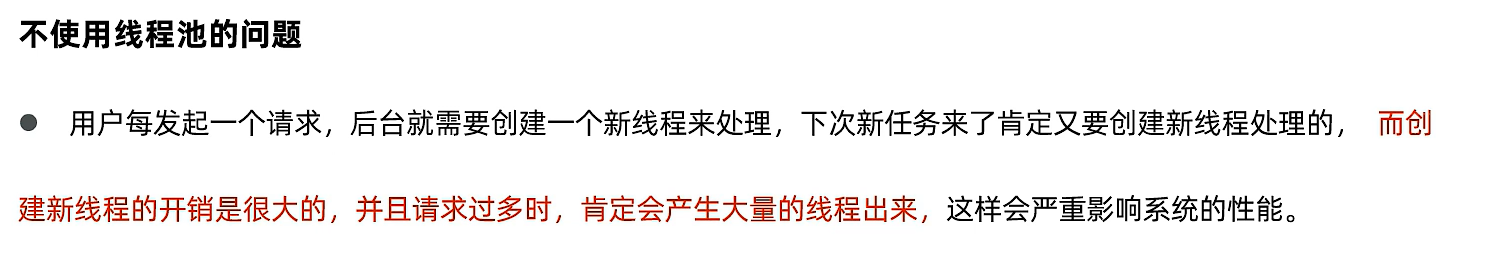 不使用线程池的问题
● 用户每发起一个请求，后台就需要创建一个新线程来处理，下次新任务来了肯定又要创建新线程处理的， 而创
建新线程的开销是很大的，并且请求过多时，肯定会产生大量的线程出来，这样会严重影响系统的性能。